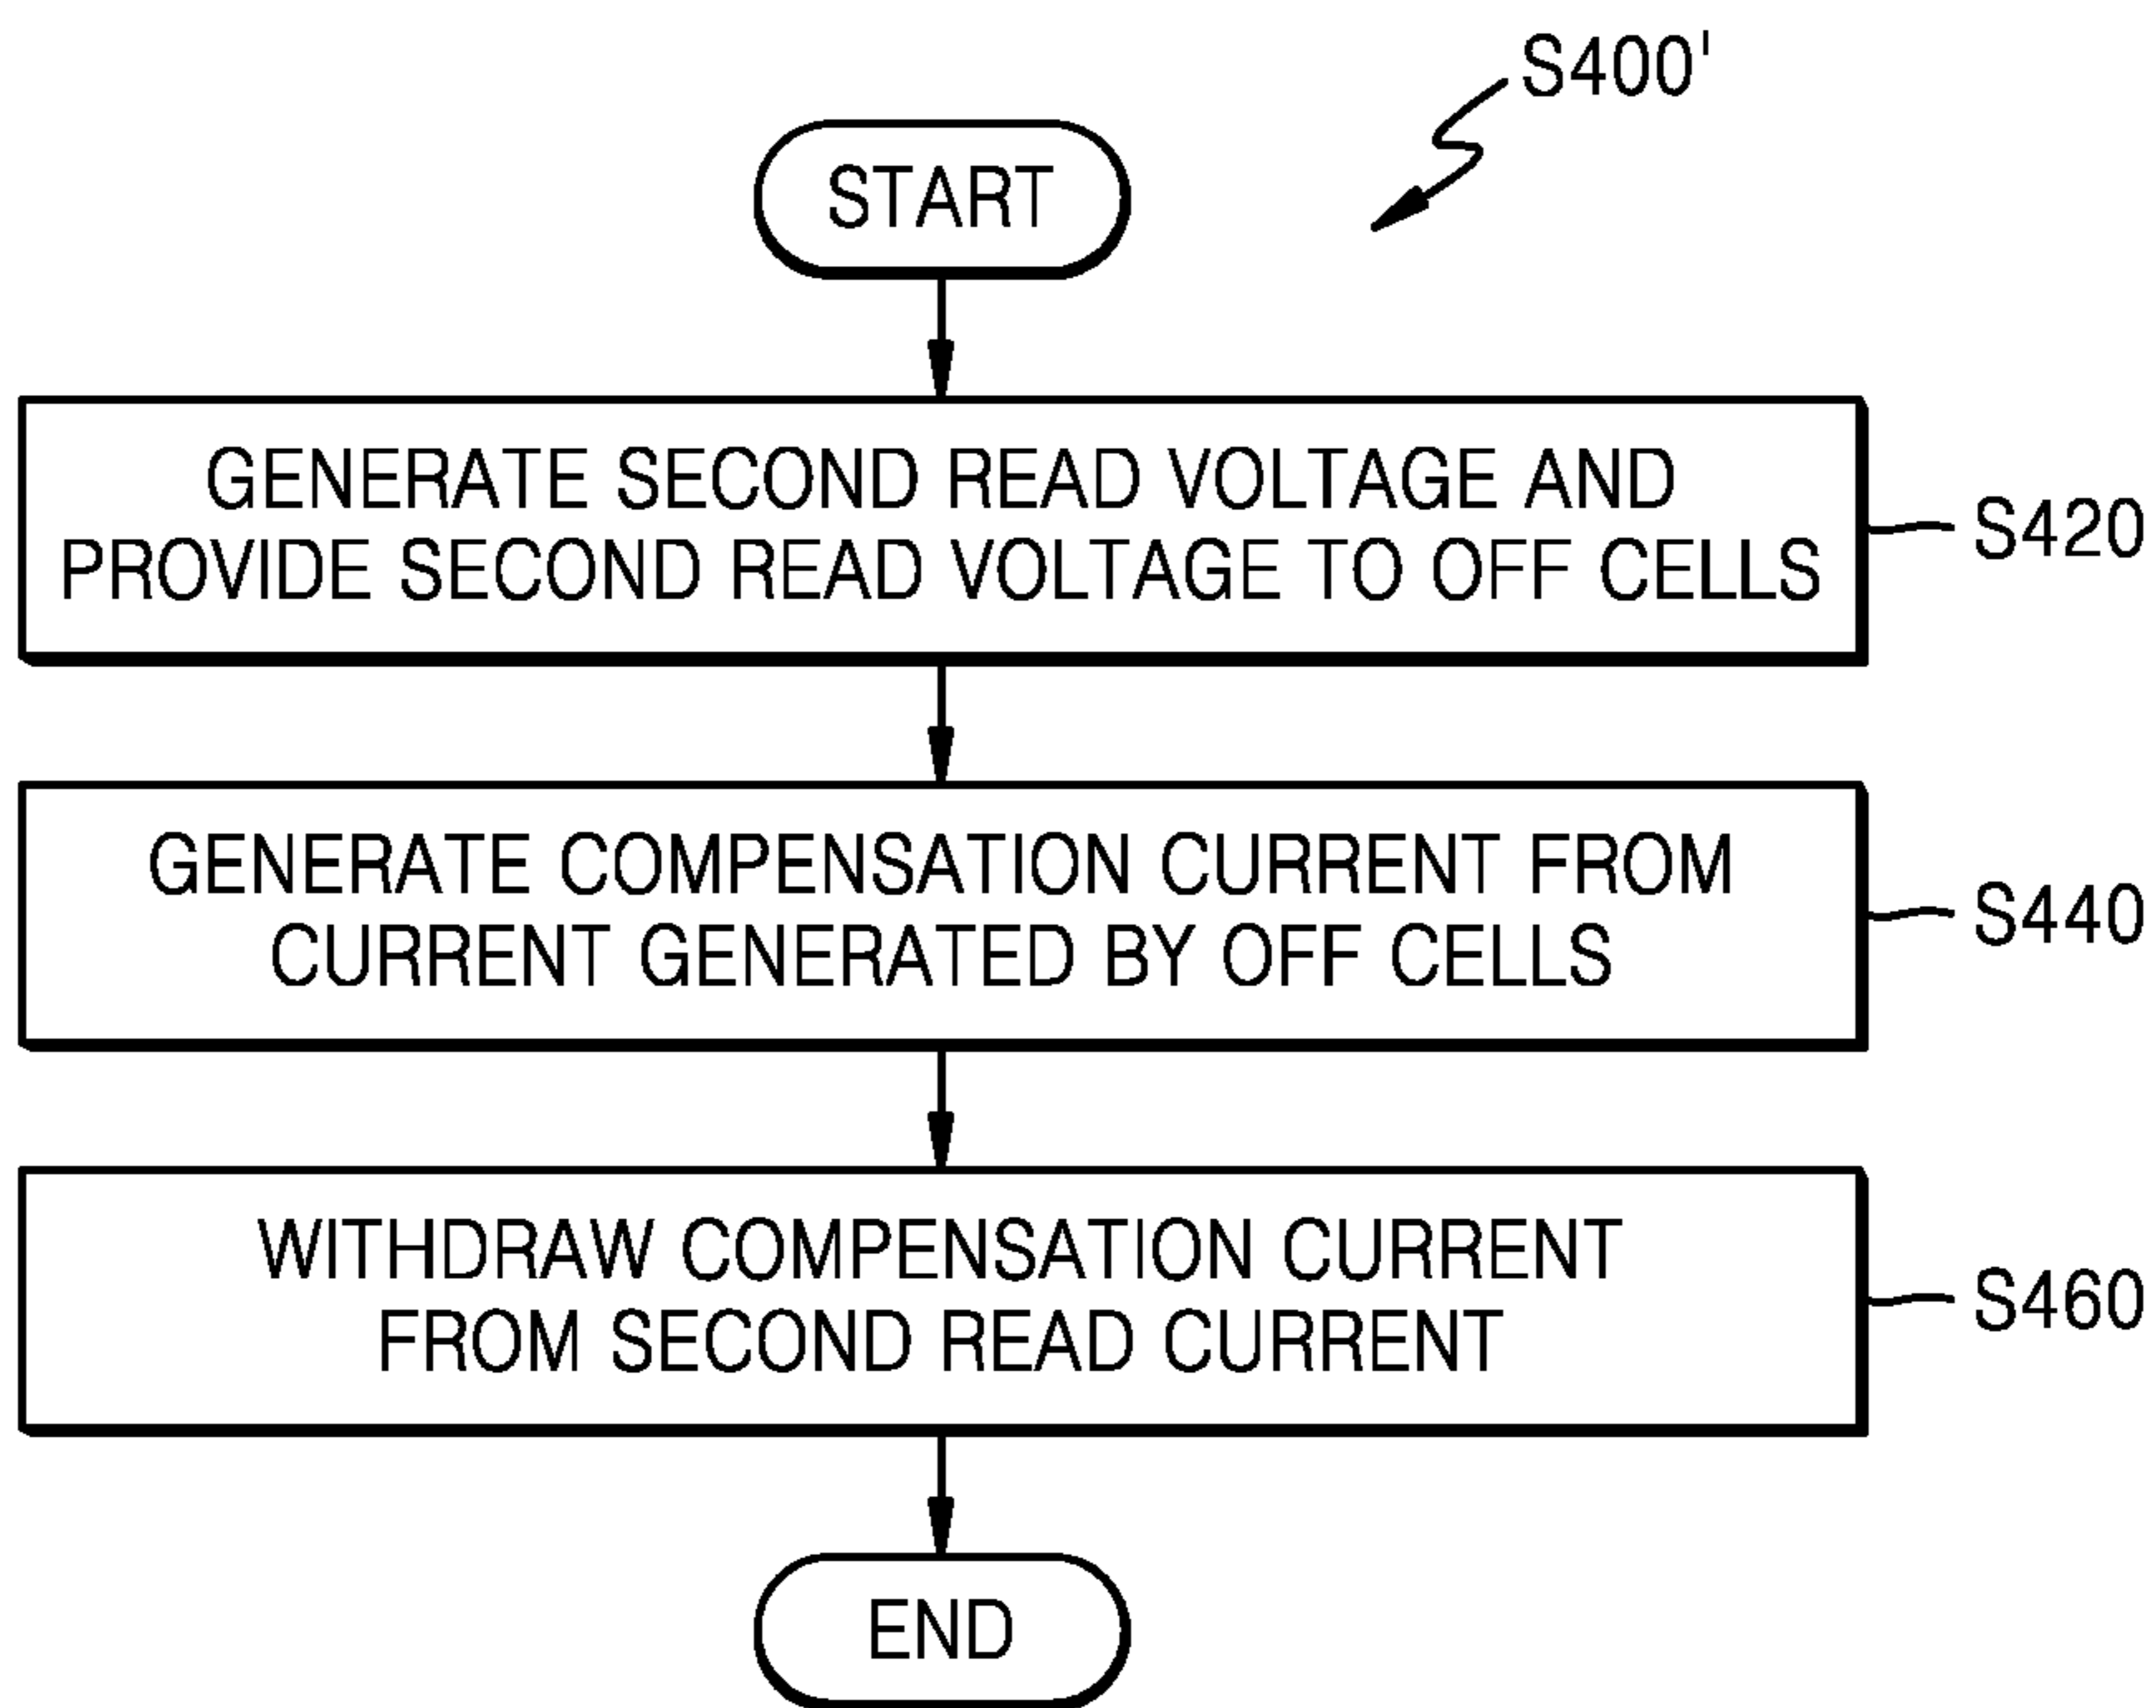 S400'
START
GENERATE SECOND READ VOLTAGE AND
PROVIDE SECOND READ VOLTAGE TO OFF CELLS
S420
GENERATE COMPENSATION CURRENT FROM
CURRENT GENERATED BY OFF CELLS
S440
WITHDRAW COMPENSATION CURRENT
FROM SECOND READ CURRENT
S460
END